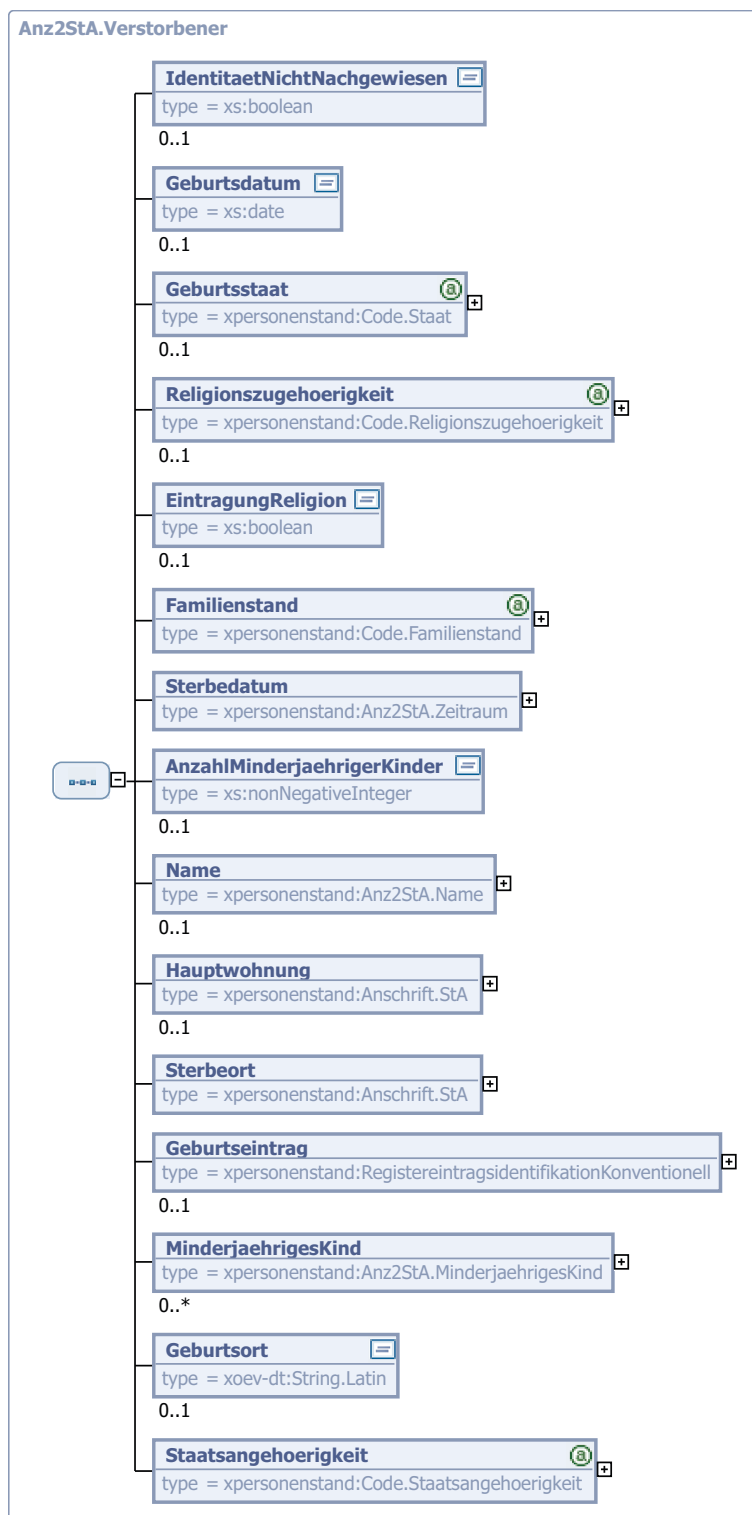 Anz2StA.Verstorbener
IdentitaetNichtNachgewiesen
type = xs:boolean
0..1
Geburtsdatum
type = xs:date
0..1
Geburtsstaat
type = xpersonenstand:Code.Staat
0..1
Religionszugehoerigkeit
type = xpersonenstand:Code.Religionszugehoerigkeit
0..1
EintragungReligion
type = xs:boolean
0..1
Familienstand
type = xpersonenstand:Code.Familienstand
Sterbedatum
type = xpersonenstand:Anz2StA.Zeitraum
AnzahlMinderjaehrigerKinder
type = xs:nonNegativeInteger
0..1
Name
type = xpersonenstand:Anz2StA.Name
0..1
Hauptwohnung
type = xpersonenstand:Anschrift.StA
0..1
Sterbeort
type = xpersonenstand:Anschrift.StA
Geburtseintrag
type = xpersonenstand:RegistereintragsidentifikationKonventionell
0..1
MinderjaehrigesKind
type = xpersonenstand:Anz2StA.MinderjaehrigesKind
0..*
Geburtsort
type = xoev-dt:String.Latin
0..1
Staatsangehoerigkeit
type = xpersonenstand:Code.Staatsangehoerigkeit